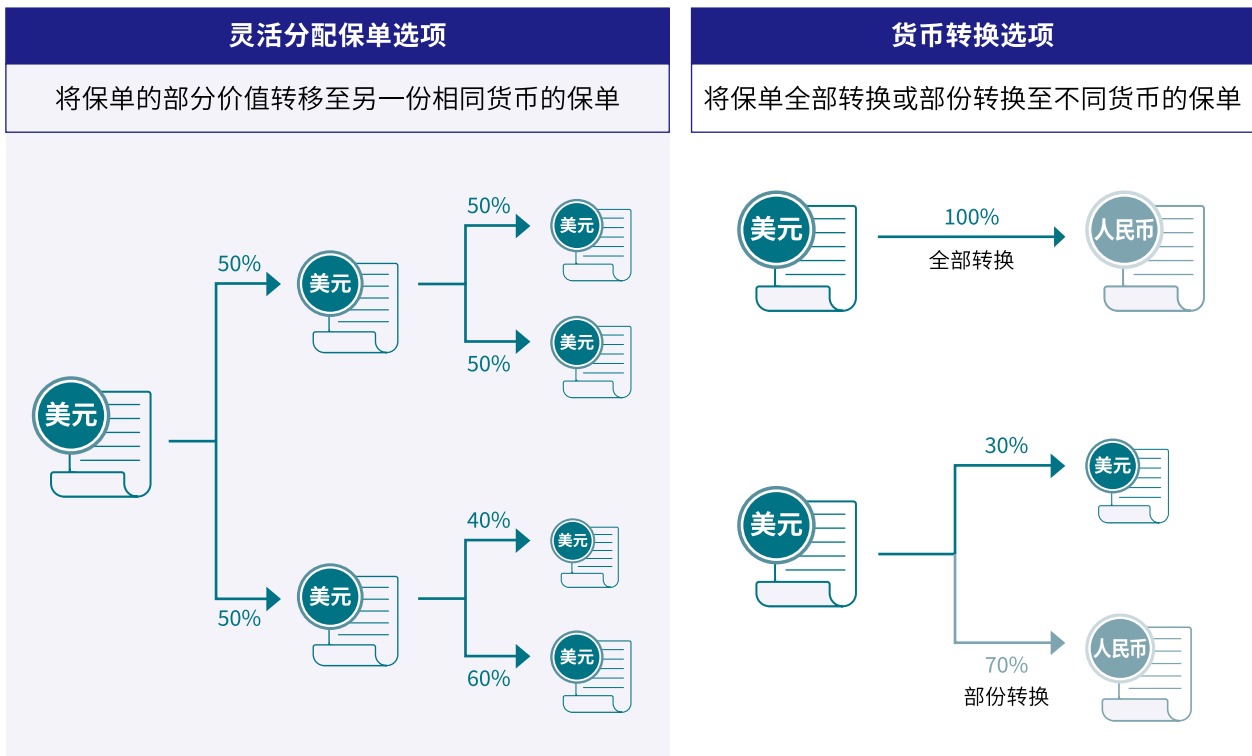 灵活分配保单选项
将保单的部分价值转移至另一份相同货币的保单
50%
美元
50%
美元
50%
美元
美元
50%
美元
40%
美元
60%
美元
货币转换选项
将保单全部转换或部份转换至不同货币的保单
美元
100%
全部转换
人民币
美元
30%
美元
70%
部份转换
人民币